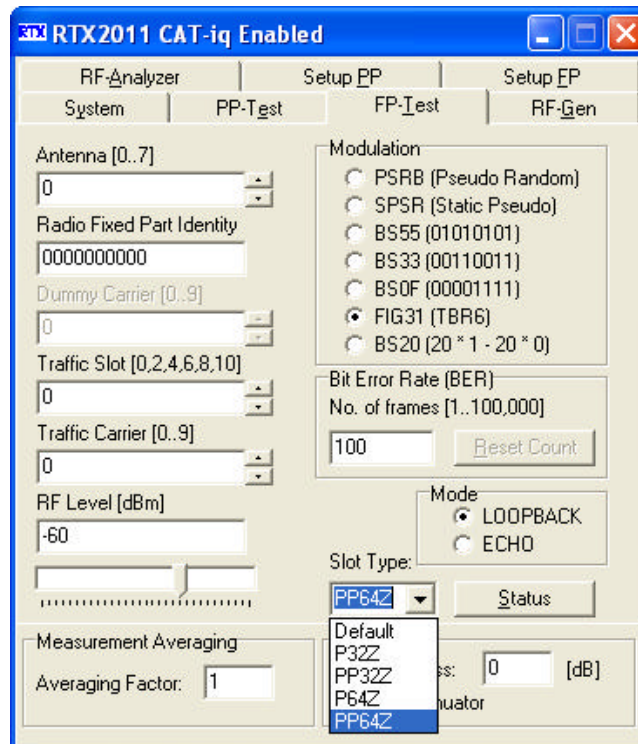 RTX RTX2011 CAT-iq Enabled
RF-Analyzer Setup PP Setup FP
System PP-Test FP-Test RF-Gen
Antenna [0..7]
0
Radio Fixed Part Identity
0000000000
Dummy Carrier [0..9]
0
Traffic Slot [0,2,4,6,8,10]
0
Traffic Carrier [0..9]
0
RF Level [dBm]
-60
Modulation
PSRB (Pseudo Random)
SPSR (Static Pseudo)
BS55 (01010101)
BS33 (00110011)
BS0F (00001111)
FIG31 (TBR6)
BS20 (20 * 1 - 20 * 0)
Bit Error Rate (BER)
No. of frames [1..100,000]
100 Reset Count
Mode
LOOPBACK
ECHO
Slot Type:
PP64Z Status
Default
P32Z
PP32Z
P64Z
PP64Z
Measurement Averaging
Averaging Factor: 1
ss: 0 [dB]
nuator